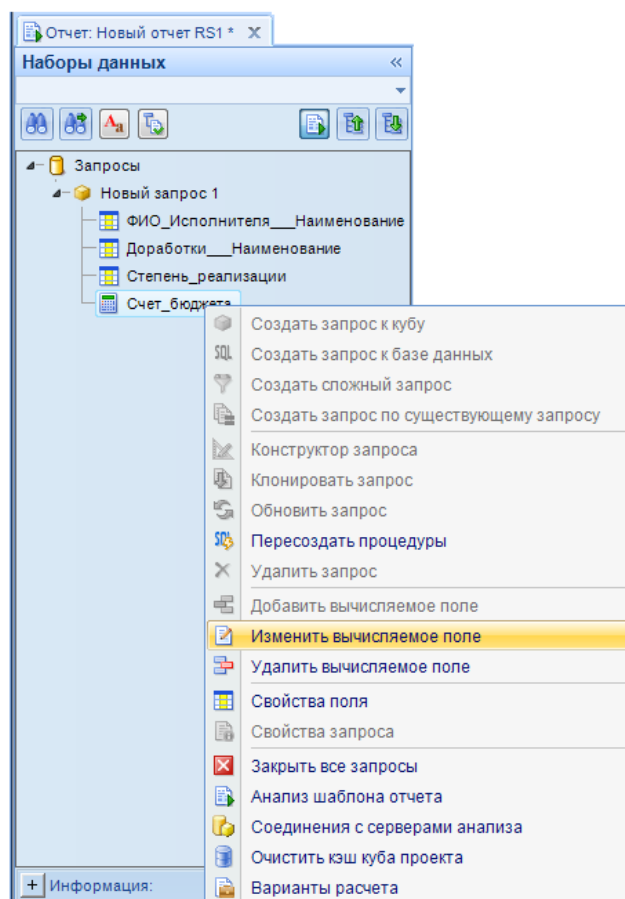 Отчет: Новый отчет RS1 * X
Наборы данных «
Запросы
Новый запрос 1
ФИО_Исполнителя___Наименование
Доработки___Наименование
Степень_реализации
Счет_бюджета
Создать запрос к кубу
SQL Создать запрос к базе данных
Создать сложный запрос
Создать запрос по существующему запросу
Конструктор запроса
Клонировать запрос
Обновить запрос
SQL Пересоздать процедуры
Удалить запрос
Добавить вычисляемое поле
Изменить вычисляемое поле
Удалить вычисляемое поле
Свойства поля
Свойства запроса
Закрыть все запросы
Анализ шаблона отчета
Соединения с серверами анализа
Очистить кэш куба проекта
Варианты расчета
+ Информация: